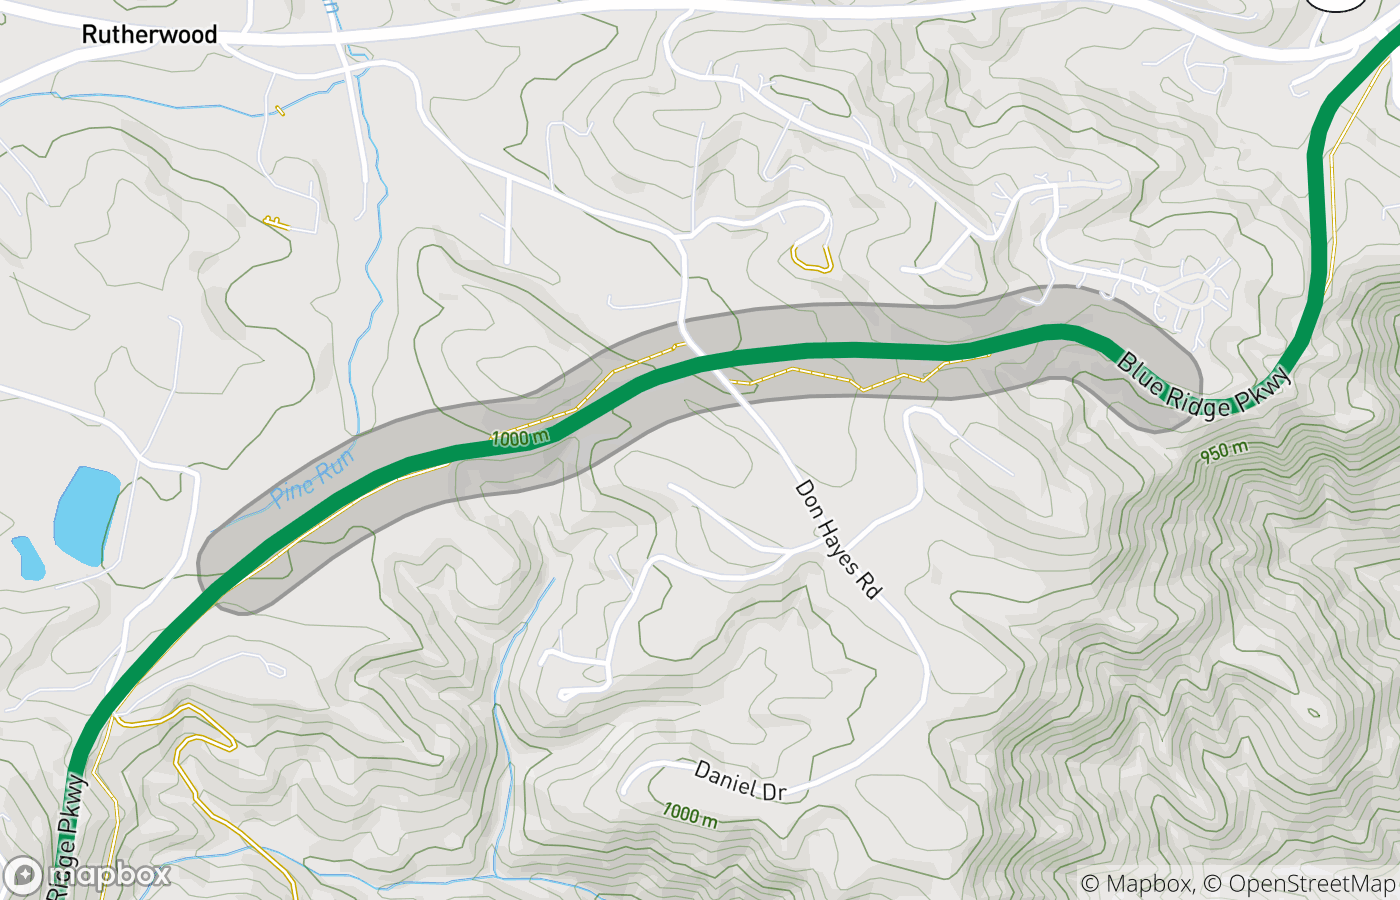 Rutherwood
Blue Ridge Pkwy
1000 m
950 m
Pine Run
Don Hayes Rd
Daniel Dr
1000 m
Ridge Pkwy
mapbox
© Mapbox, © OpenStreetMap